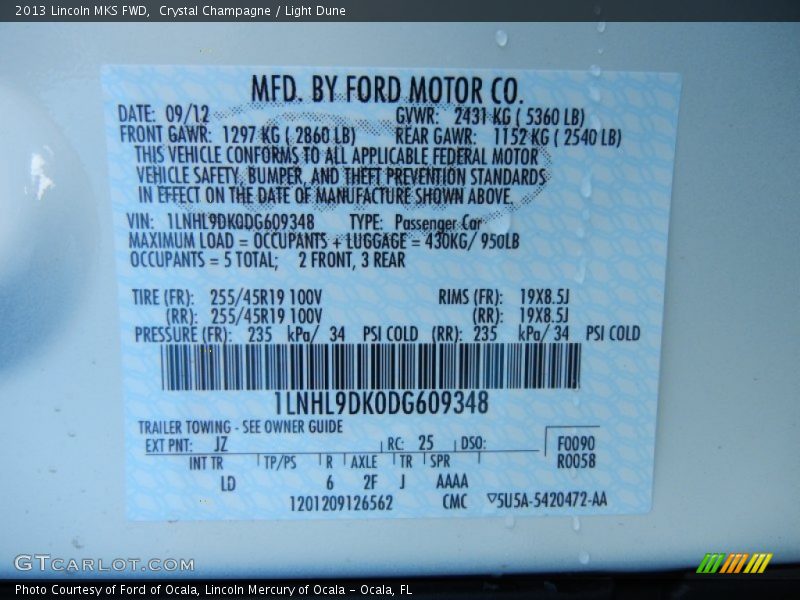 2013 Lincoln MKS FWD,  Crystal Champagne / Light Dune
MFD. BY FORD MOTOR CO.
DATE: 09/12 GVWR: 2431 KG ( 5360 LB)
FRONT GAWR: 1297 KG ( 2860 LB) REAR GAWR: 1152 KG ( 2540 LB)
THIS VEHICLE CONFORMS TO ALL APPLICABLE FEDERAL MOTOR
VEHICLE SAFETY, BUMPER, AND THEFT PREVENTION STANDARDS
IN EFFECT ON THE DATE OF MANUFACTURE SHOWN ABOVE.
VIN: 1LNHL9DK0DG609348 TYPE: Passenger Car
MAXIMUM LOAD = OCCUPANTS + LUGGAGE = 430KG/ 950LB
OCCUPANTS = 5 TOTAL; 2 FRONT, 3 REAR
TIRE (FR): 255/45R19 100V RIMS (FR): 19X8.5J
(RR): 255/45R19 100V (RR): 19X8.5J
PRESSURE (FR): 235 kPa/ 34 PSI COLD (RR): 235 kPa/ 34 PSI COLD
1LNHL9DK0DG609348
TRAILER TOWING - SEE OWNER GUIDE
EXT PNT: JZ RC: 25 DSO: F0090
INT TR TP/PS R AXLE TR SPR R0058
LD 6 2F J AAAA
1201209126562 CMC 5U5A-5420472-AA
GTCARLOT.COM
Photo Courtesy of Ford of Ocala, Lincoln Mercury of Ocala - Ocala, FL